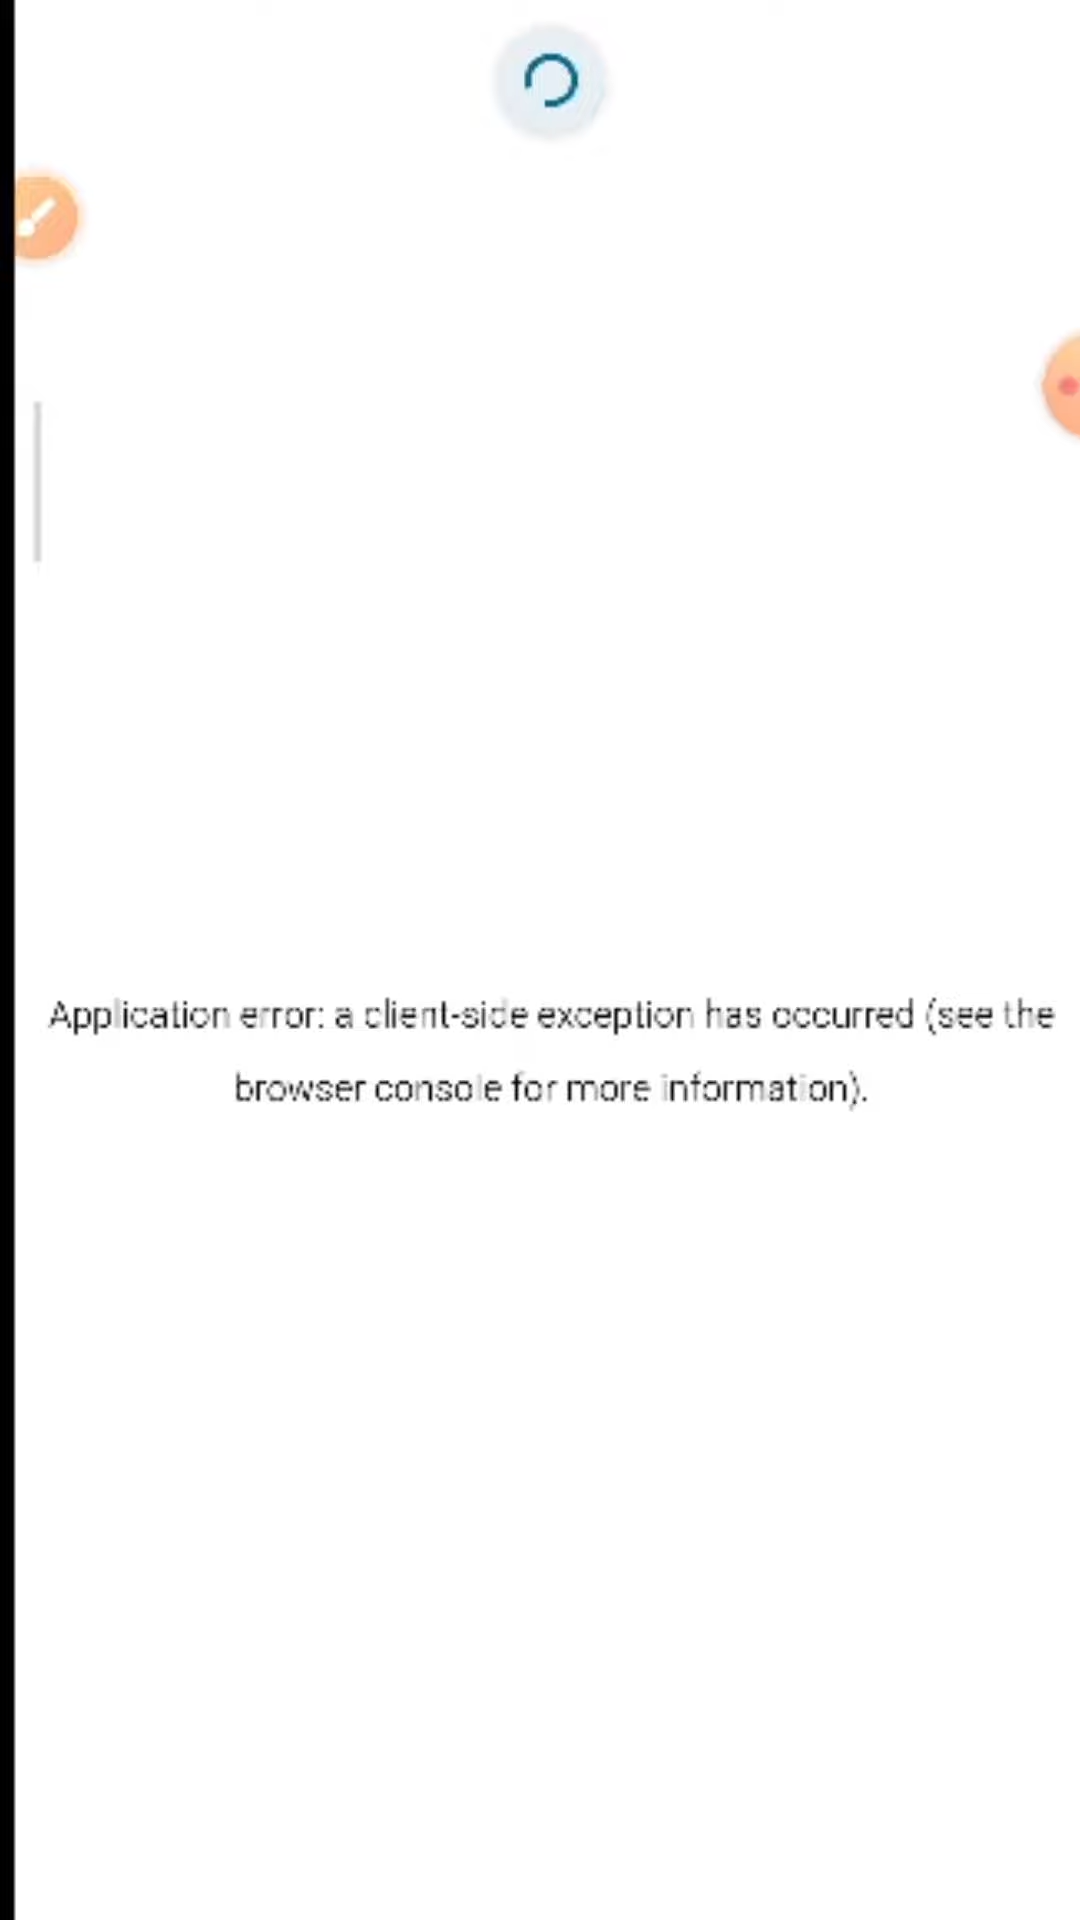 Application error: a client-side exception has occurred (see the
browser console for more information).